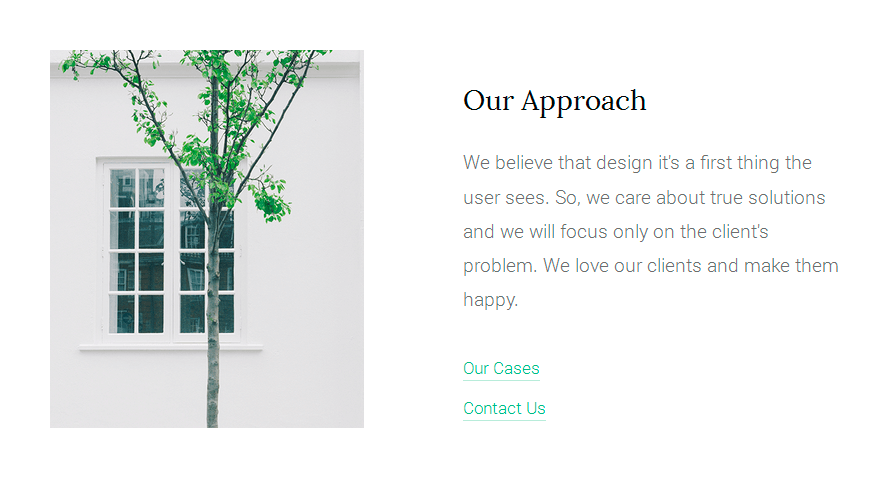 Our Approach
We believe that design it's a first thing the
user sees. So, we care about true solutions
and we will focus only on the client's
problem. We love our clients and make them
happy.
Our Cases
Contact Us